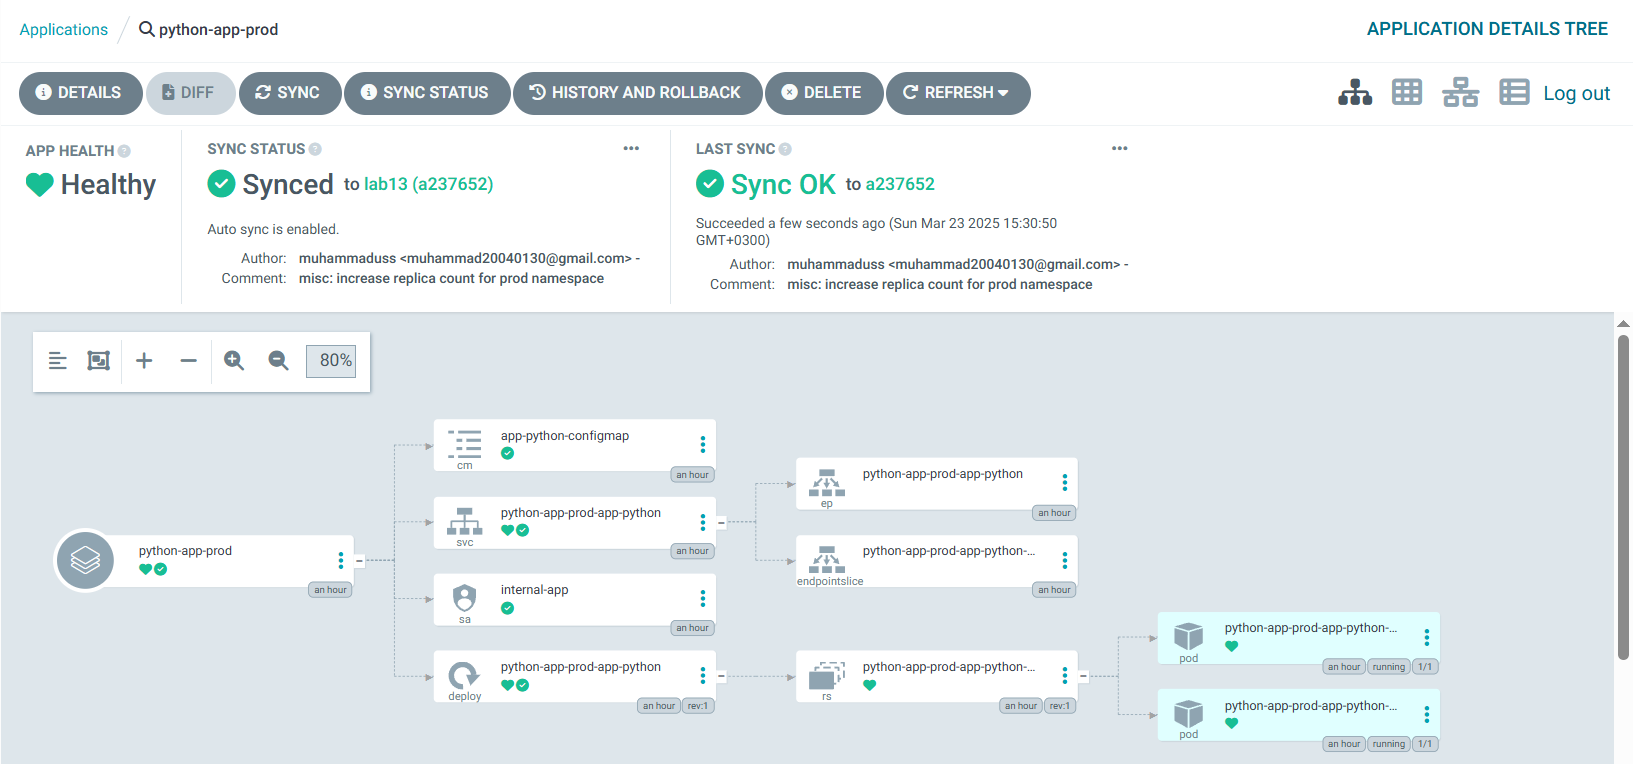 Applications / python-app-prod
APPLICATION DETAILS TREE
DETAILS
DIFF
SYNC
SYNC STATUS
HISTORY AND ROLLBACK
DELETE
REFRESH
Log out
APP HEALTH
Healthy
SYNC STATUS
Synced to lab13 (a237652)
Auto sync is enabled.
Author: muhammaduss <muhammad20040130@gmail.com> -
Comment: misc: increase replica count for prod namespace
LAST SYNC
Sync OK to a237652
Succeeded a few seconds ago (Sun Mar 23 2025 15:30:50
GMT+0300)
Author: muhammaduss <muhammad20040130@gmail.com> -
Comment: misc: increase replica count for prod namespace
80%
python-app-prod
an hour
app-python-configmap
cm
an hour
python-app-prod-app-python
svc
an hour
internal-app
sa
an hour
python-app-prod-app-python
deploy
an hour rev:1
python-app-prod-app-python
ep
an hour
python-app-prod-app-python-...
endpointslice
an hour
python-app-prod-app-python-...
rs
an hour rev:1
python-app-prod-app-python-...
pod
an hour running 1/1
python-app-prod-app-python-...
pod
an hour running 1/1